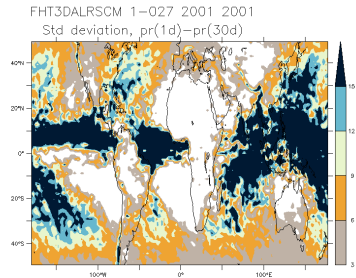 FHT3DALRSCM 1-027 2001 2001
Std deviation, pr(1d)-pr(30d)
40°N
20°N
0°
20°S
40°S
100°W
0°
100°E
15
12
9
6
3